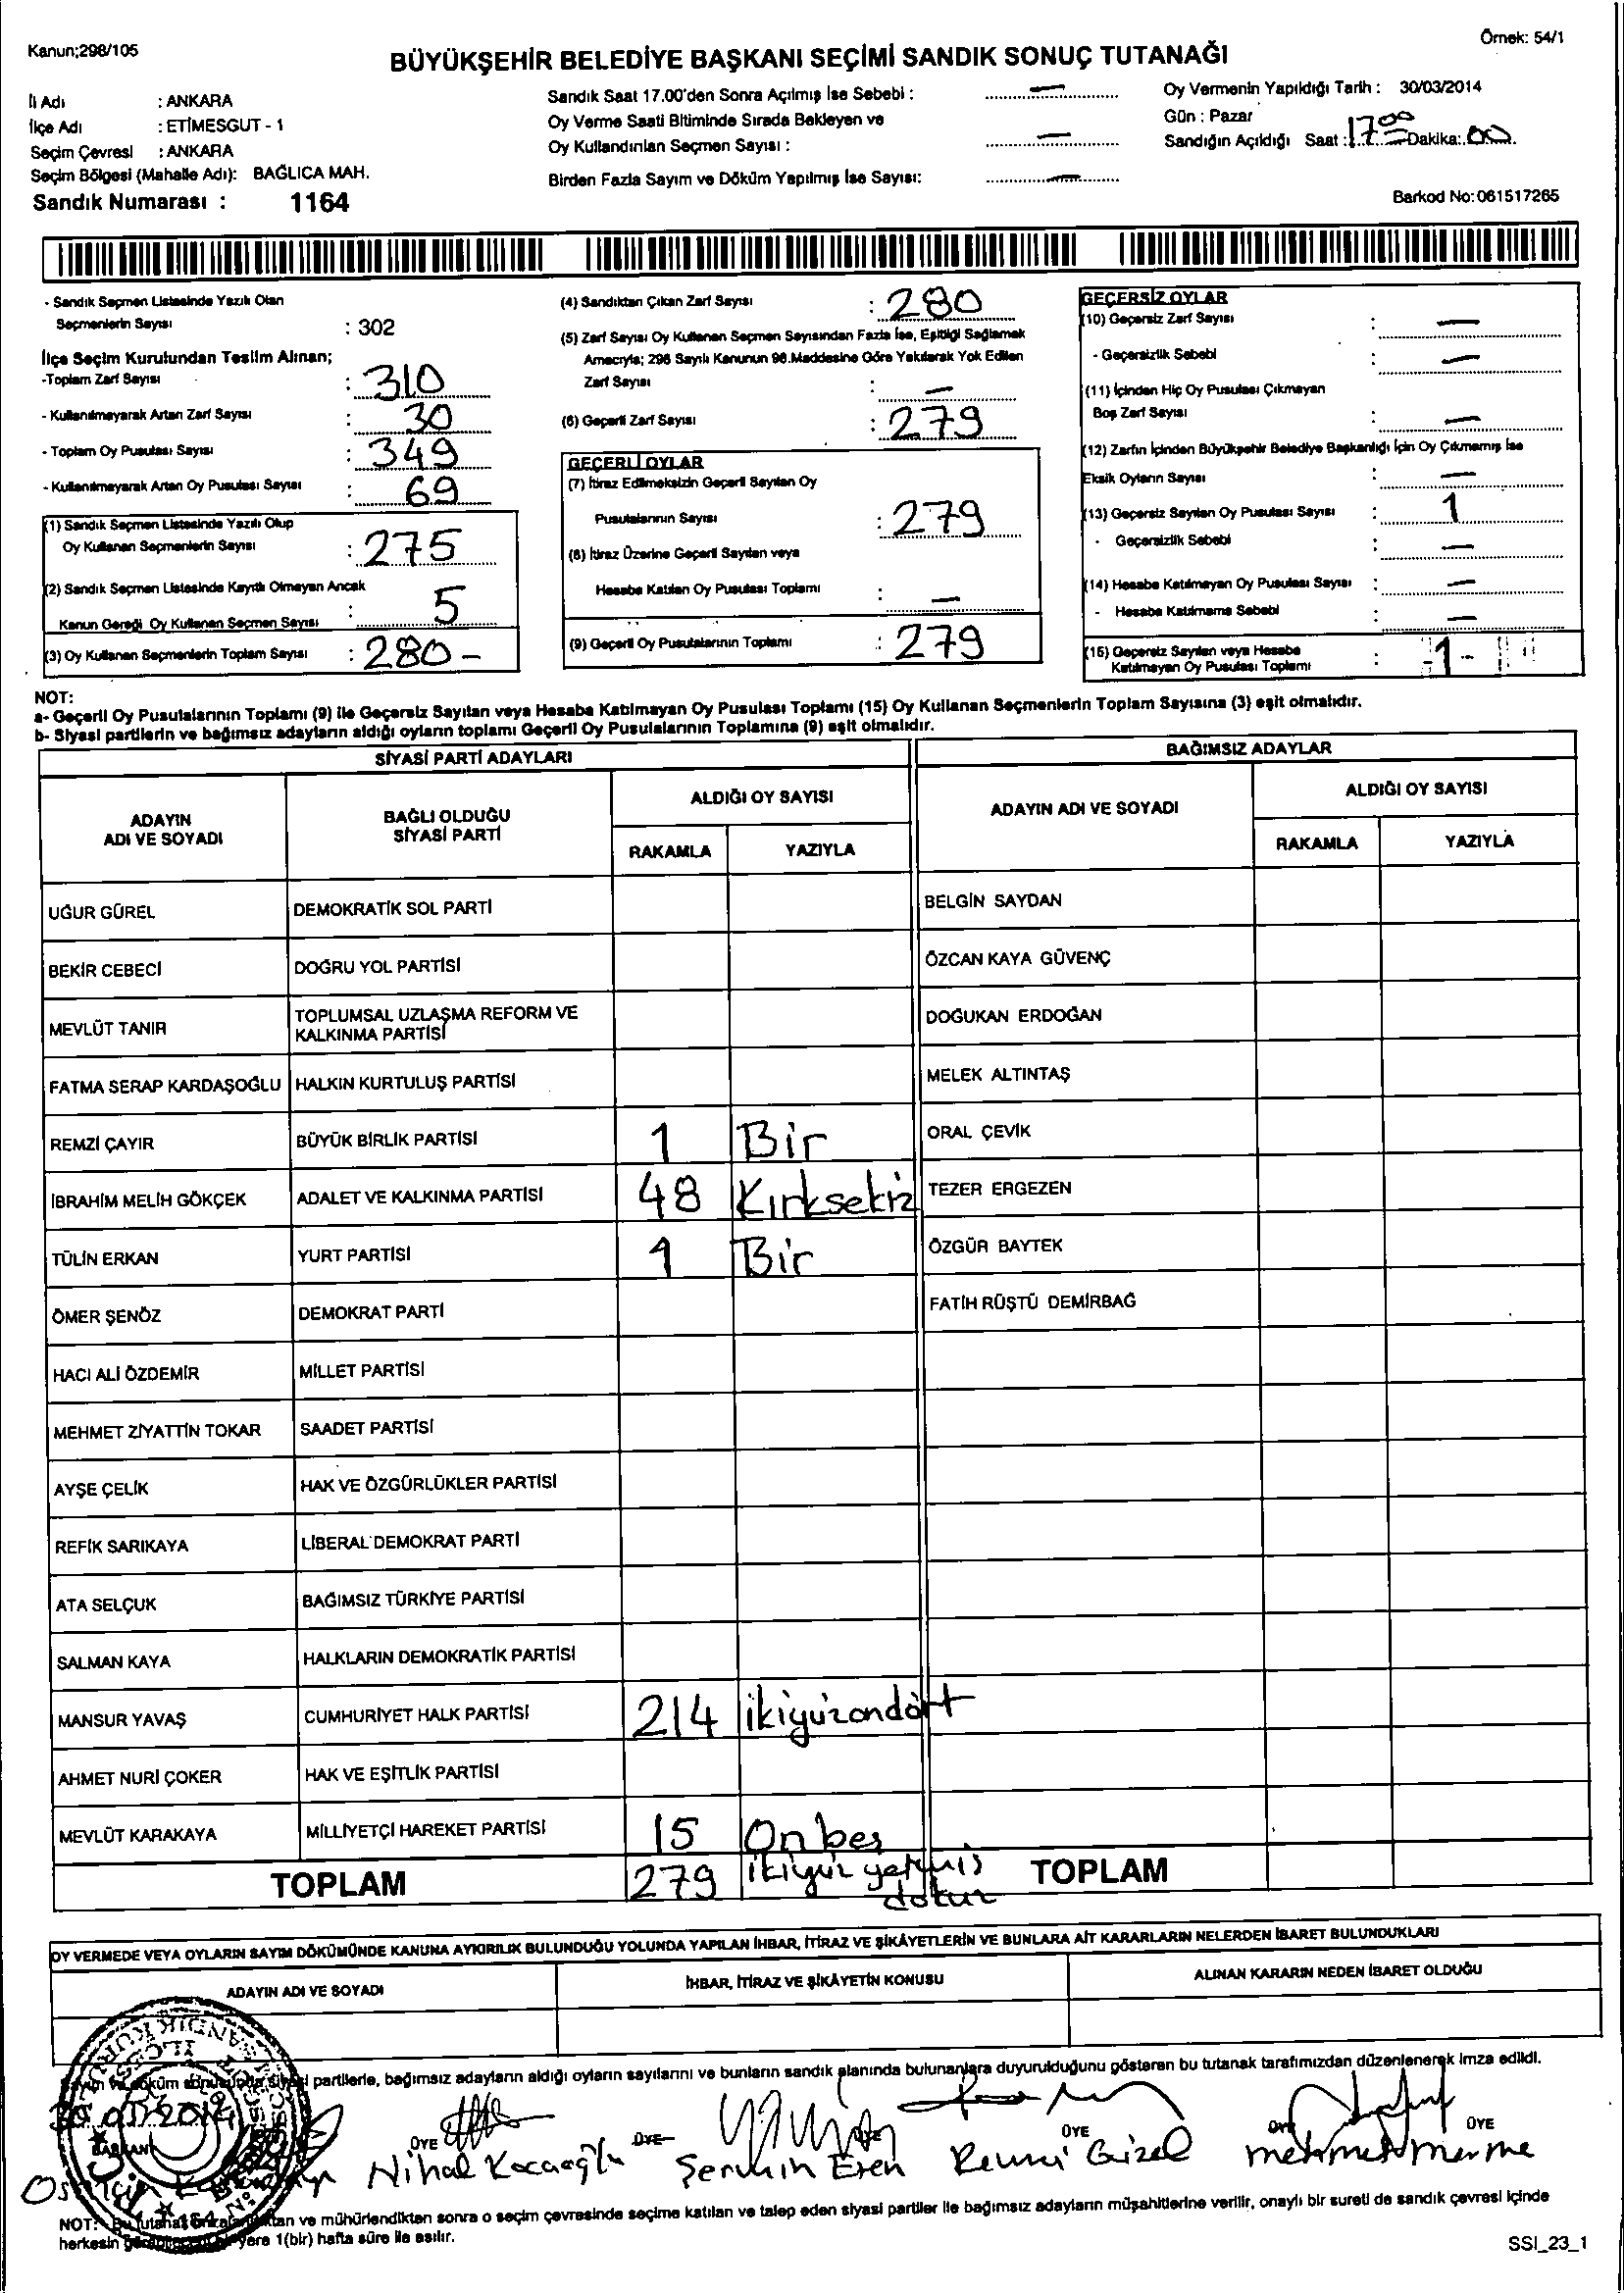 Kanun;298/105
Örnek: 54/1
BÜYÜKŞEHİR BELEDİYE BAŞKANI SEÇİMİ SANDIK SONUÇ TUTANAĞI
İli Adı : ANKARA
İlçe Adı : ETİMESGUT - 1
Seçim Çevresi : ANKARA
Seçim Bölgesi (Mahalle Adı): BAĞLICA MAH.
Sandık Numarası : 1164
Sandık Saat 17.00'den Sonra Açılmış İse Sebebi : —
Oy Verme Saati Bitiminde Sırada Bekleyen ve
Oy Kullandırılan Seçmen Sayısı : —
Birden Fazla Sayım ve Döküm Yapılmış İse Sayısı: —
Oy Vermenin Yapıldığı Tarih : 30/03/2014
Gün : Pazar
Sandığın Açıldığı Saat : 17 00 Dakika: 00
Barkod No:061517265
- Sandık Seçmen Listesinde Yazılı Olan
Seçmenlerin Sayısı : 302
İlçe Seçim Kurulundan Teslim Alınan;
-Toplam Zarf Sayısı : 310
- Kullanılmayarak Artan Zarf Sayısı : 30
- Toplam Oy Pusulası Sayısı : 349
- Kullanılmayarak Artan Oy Pusulası Sayısı : 69
(1) Sandık Seçmen Listesinde Yazılı Olup
Oy Kullanan Seçmenlerin Sayısı : 275
(2) Sandık Seçmen Listesinde Kayıtlı Olmayan Ancak
Kanun Gereği Oy Kullanan Seçmen Sayısı : 5
(3) Oy Kullanan Seçmenlerin Toplam Sayısı : 280-
(4) Sandıktan Çıkan Zarf Sayısı : 280
(5) Zarf Sayısı Oy Kullanan Seçmen Sayısından Fazla İse, Eşitliği Sağlamak
Amacıyla; 298 Sayılı Kanunun 98.Maddesine Göre Yakılarak Yok Edilen
Zarf Sayısı : —
(6) Geçerli Zarf Sayısı : 279
GEÇERLİ OYLAR
(7) İtiraz Edilmeksizin Geçerli Sayılan Oy
Pusulalarının Sayısı : 279
(8) İtiraz Üzerine Geçerli Sayılan veya
Hesaba Katılan Oy Pusulası Toplamı : —
(9) Geçerli Oy Pusulalarının Toplamı : 279
GEÇERSİZ OYLAR
(10) Geçersiz Zarf Sayısı : —
- Geçersizlik Sebebi : —
(11) İçinden Hiç Oy Pusulası Çıkmayan
Boş Zarf Sayısı : —
(12) Zarfın İçinden Büyükşehir Belediye Başkanlığı İçin Oy Çıkmamış İse
Eksik Oyların Sayısı : —
(13) Geçersiz Sayılan Oy Pusulası Sayısı : 1
- Geçersizlik Sebebi : —
(14) Hesaba Katılmayan Oy Pusulası Sayısı : —
- Hesaba Katılmama Sebebi : —
(15) Geçersiz Sayılan veya Hesaba
Katılmayan Oy Pusulası Toplamı : -1-
NOT:
a- Geçerli Oy Pusulalarının Toplamı (9) ile Geçersiz Sayılan veya Hesaba Katılmayan Oy Pusulası Toplamı (15) Oy Kullanan Seçmenlerin Toplam Sayısına (3) eşit olmalıdır.
b- Siyasi partilerin ve bağımsız adayların aldığı oyların toplamı Geçerli Oy Pusulalarının Toplamına (9) eşit olmalıdır.
SİYASİ PARTİ ADAYLARI
ADAYIN
ADI VE SOYADI
BAĞLI OLDUĞU
SİYASİ PARTİ
ALDIĞI OY SAYISI
RAKAMLA YAZIYLA
UĞUR GÜREL DEMOKRATİK SOL PARTİ
BEKİR CEBECİ DOĞRU YOL PARTİSİ
MEVLÜT TANIR TOPLUMSAL UZLAŞMA REFORM VE
KALKINMA PARTİSİ
FATMA SERAP KARDAŞOĞLU HALKIN KURTULUŞ PARTİSİ
REMZİ ÇAYIR BÜYÜK BİRLİK PARTİSİ 1 Bir
İBRAHİM MELİH GÖKÇEK ADALET VE KALKINMA PARTİSİ 48 Kırksekiz
TÜLİN ERKAN YURT PARTİSİ 1 Bir
ÖMER ŞENÖZ DEMOKRAT PARTİ
HACI ALİ ÖZDEMİR MİLLET PARTİSİ
MEHMET ZİYATTİN TOKAR SAADET PARTİSİ
AYŞE ÇELİK HAK VE ÖZGÜRLÜKLER PARTİSİ
REFİK SARIKAYA LİBERAL DEMOKRAT PARTİ
ATA SELÇUK BAĞIMSIZ TÜRKİYE PARTİSİ
SALMAN KAYA HALKLARIN DEMOKRATİK PARTİSİ
MANSUR YAVAŞ CUMHURİYET HALK PARTİSİ 214 ikiyüzondört
AHMET NURİ ÇOKER HAK VE EŞİTLİK PARTİSİ
MEVLÜT KARAKAYA MİLLİYETÇİ HAREKET PARTİSİ 15 Onbeş
TOPLAM 279 ikiyüz yetmiş
dokuz
BAĞIMSIZ ADAYLAR
ADAYIN ADI VE SOYADI
ALDIĞI OY SAYISI
RAKAMLA YAZIYLA
BELGİN SAYDAN
ÖZCAN KAYA GÜVENÇ
DOĞUKAN ERDOĞAN
MELEK ALTINTAŞ
ORAL ÇEVİK
TEZER ERGEZEN
ÖZGÜR BAYTEK
FATİH RÜŞTÜ DEMİRBAĞ
TOPLAM
OY VERMEDE VEYA OYLARIN SAYIM DÖKÜMÜNDE KANUNA AYKIRILIK BULUNDUĞU YOLUNDA YAPILAN İHBAR, İTİRAZ VE ŞİKÂYETLERİN VE BUNLARA AİT KARARLARIN NELERDEN İBARET BULUNDUKLARI
ADAYIN ADI VE SOYADI
İHBAR, İTİRAZ VE ŞİKÂYETİN KONUSU
ALINAN KARARIN NEDEN İBARET OLDUĞU
partilerle, bağımsız adayların aldığı oyların sayılarını ve bunların sandık alanında bulunanlara duyurulduğunu gösteren bu tutanak tarafımızdan düzenlenerek imza edildi.
BAŞKAN ÜYE ÜYE ÜYE ÜYE ÜYE
Nihal Kocaoğlu Şermin Eren Remzi Güzel
NOT: ve mühürlendikten sonra o seçim çevresinde seçime katılan ve talep eden siyasi partiler ile bağımsız adayların müşahitlerine verilir, onaylı bir sureti de sandık çevresi içinde
herkesin yere 1(bir) hafta süre ile asılır.
SSI_23_1